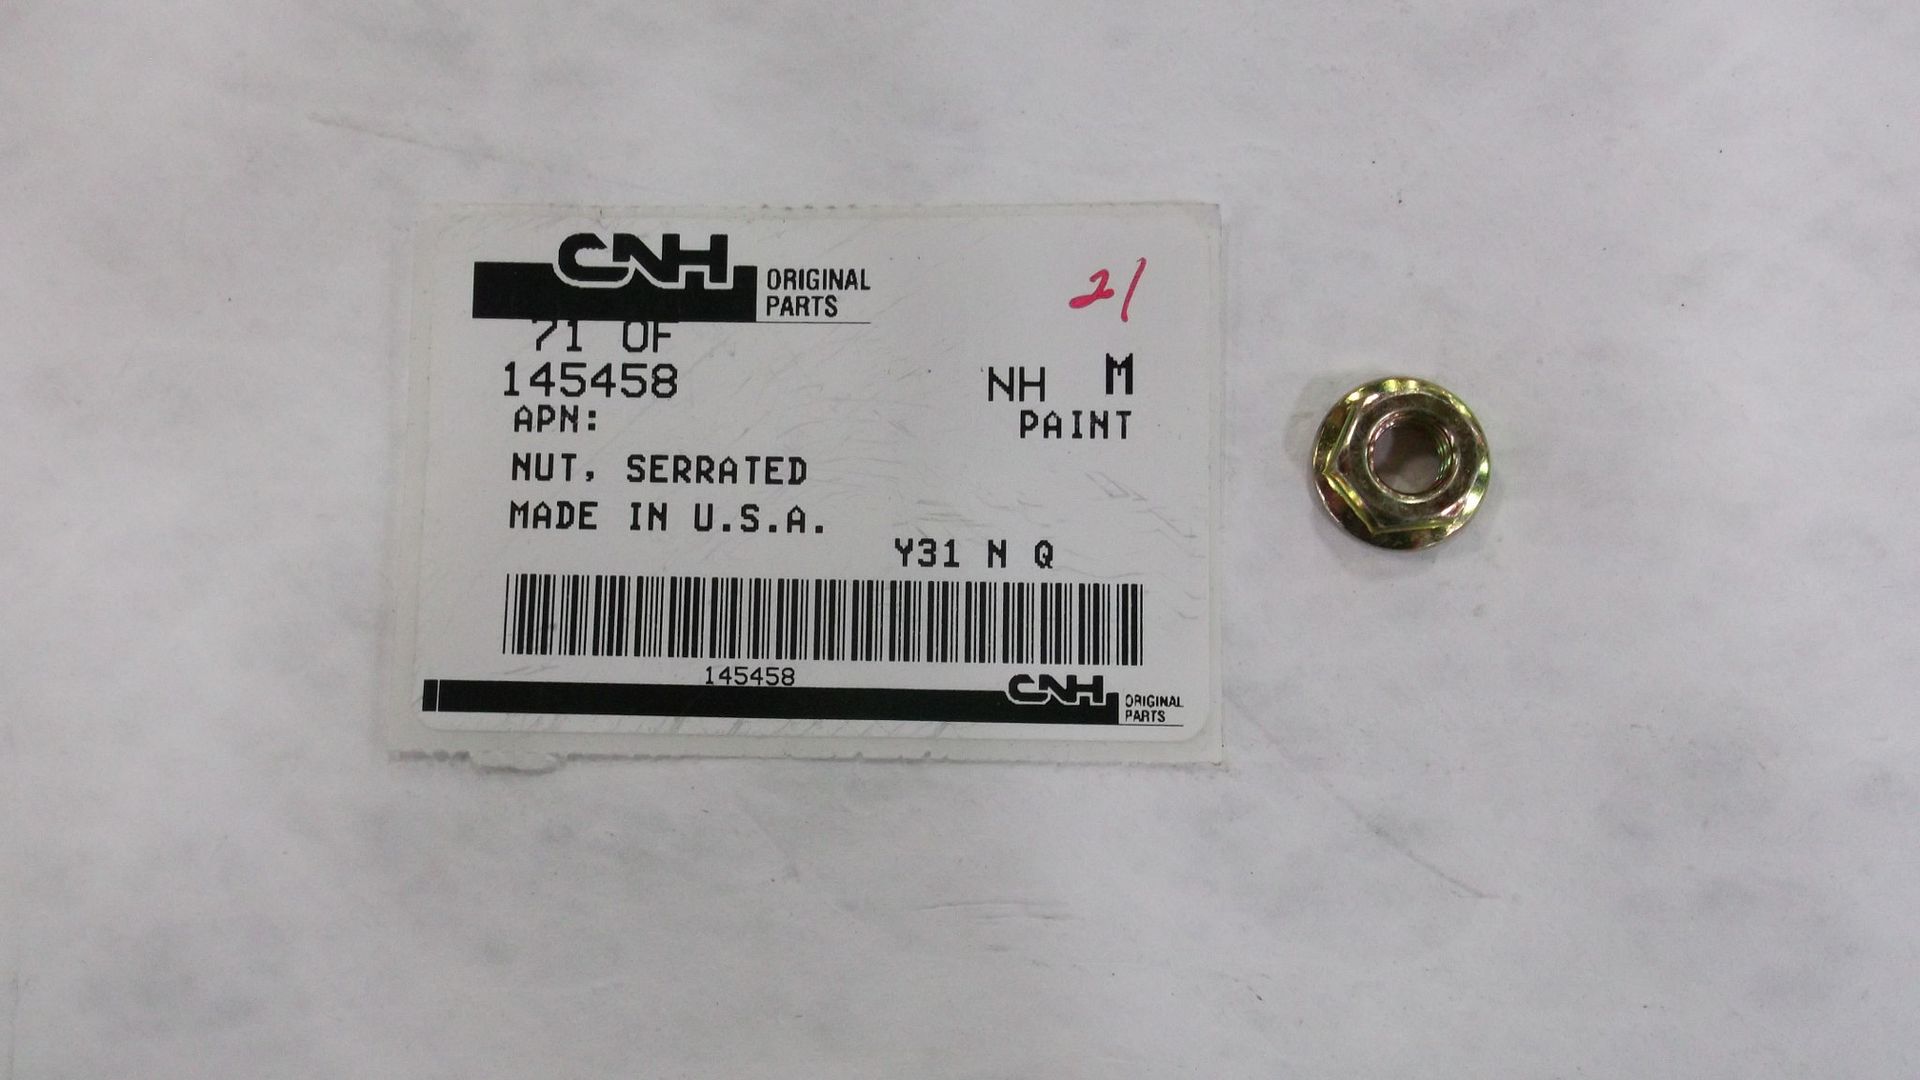 CNH ORIGINAL
PARTS
21
71 OF
145458 NH M
APN: PAINT
NUT, SERRATED
MADE IN U.S.A.
Y31 N Q
145458
CNH ORIGINAL
PARTS